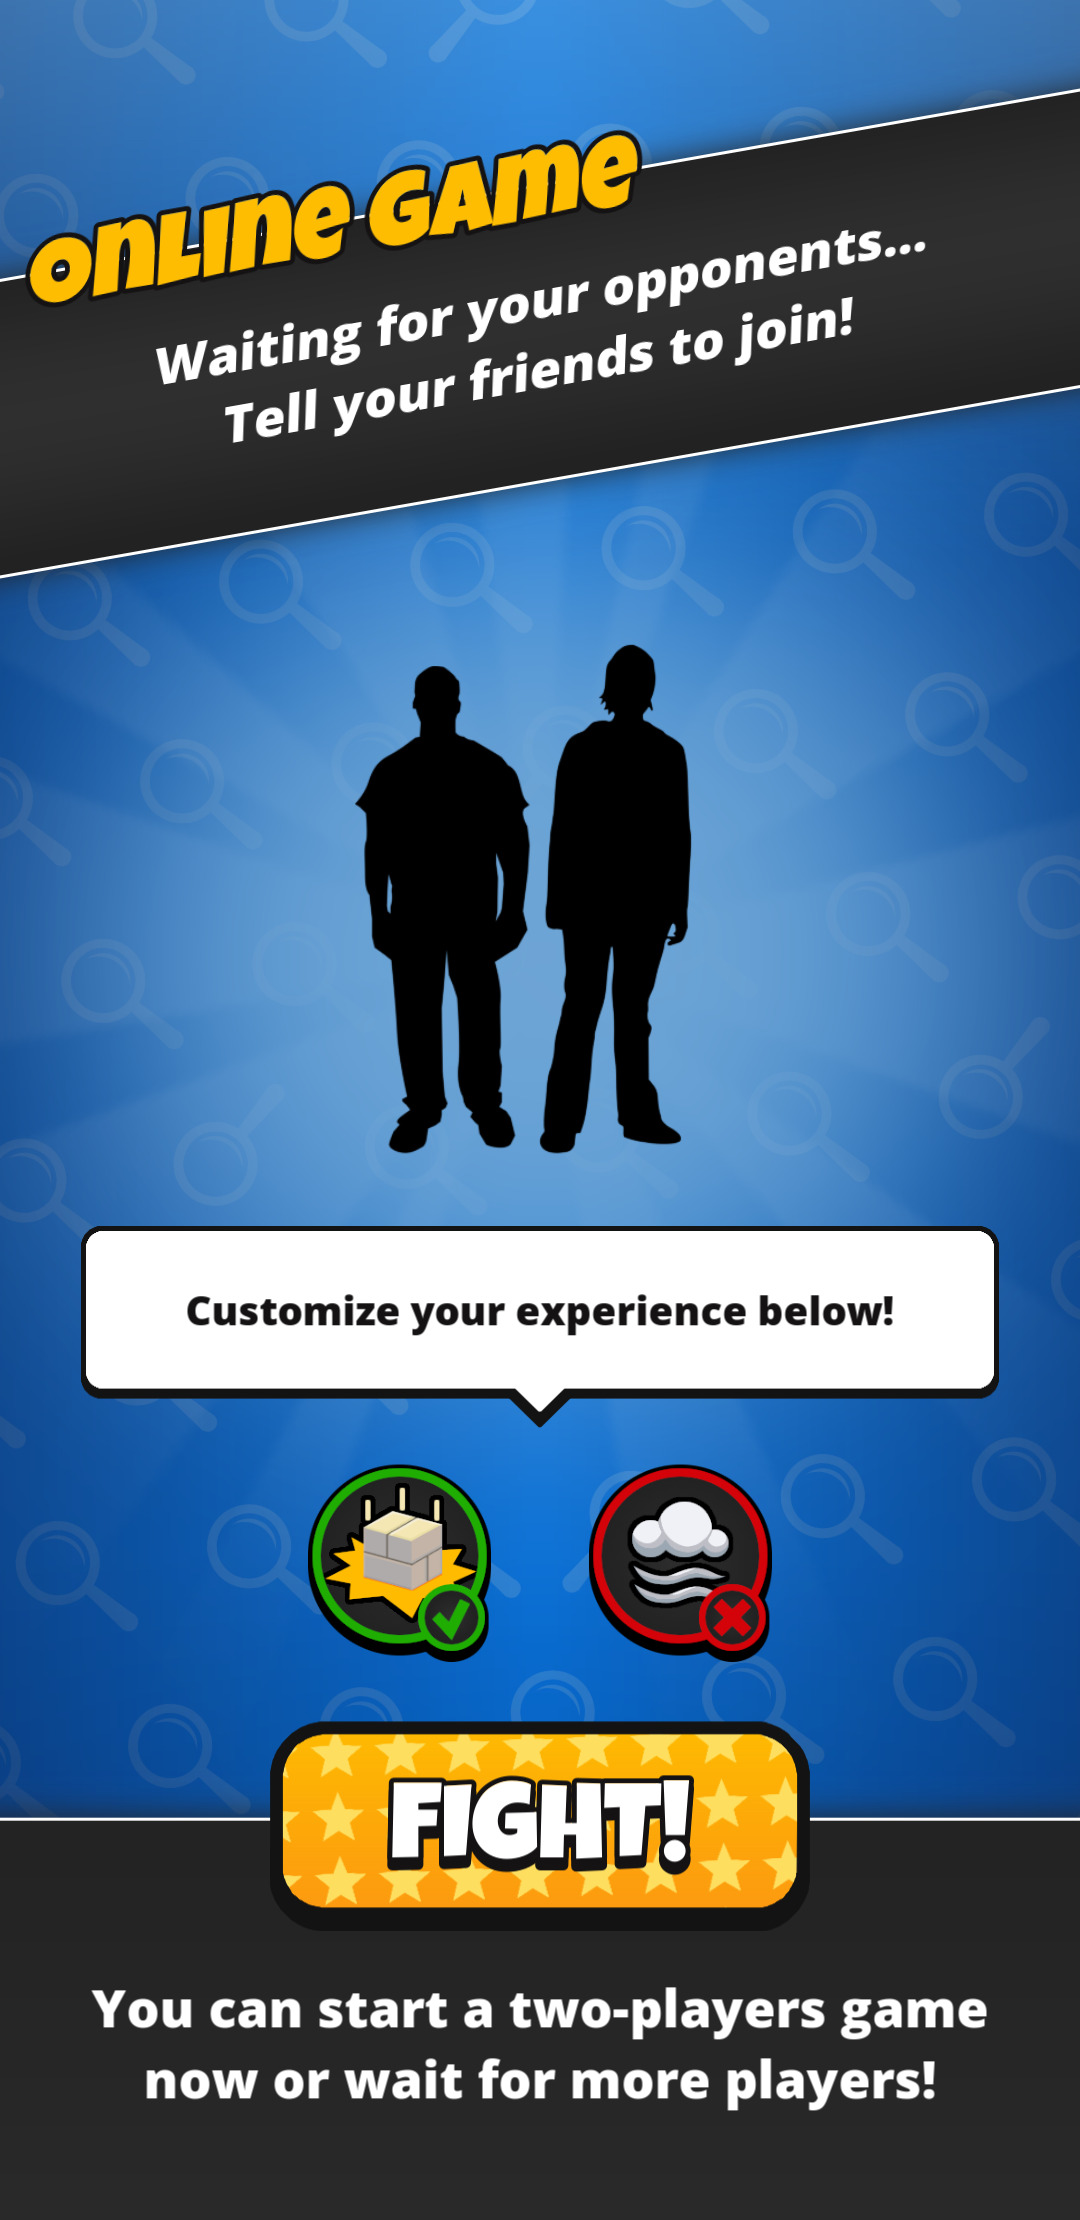 ONLINE GAME
Waiting for your opponents...
Tell your friends to join!
Customize your experience below!
FIGHT!
You can start a two-players game
now or wait for more players!